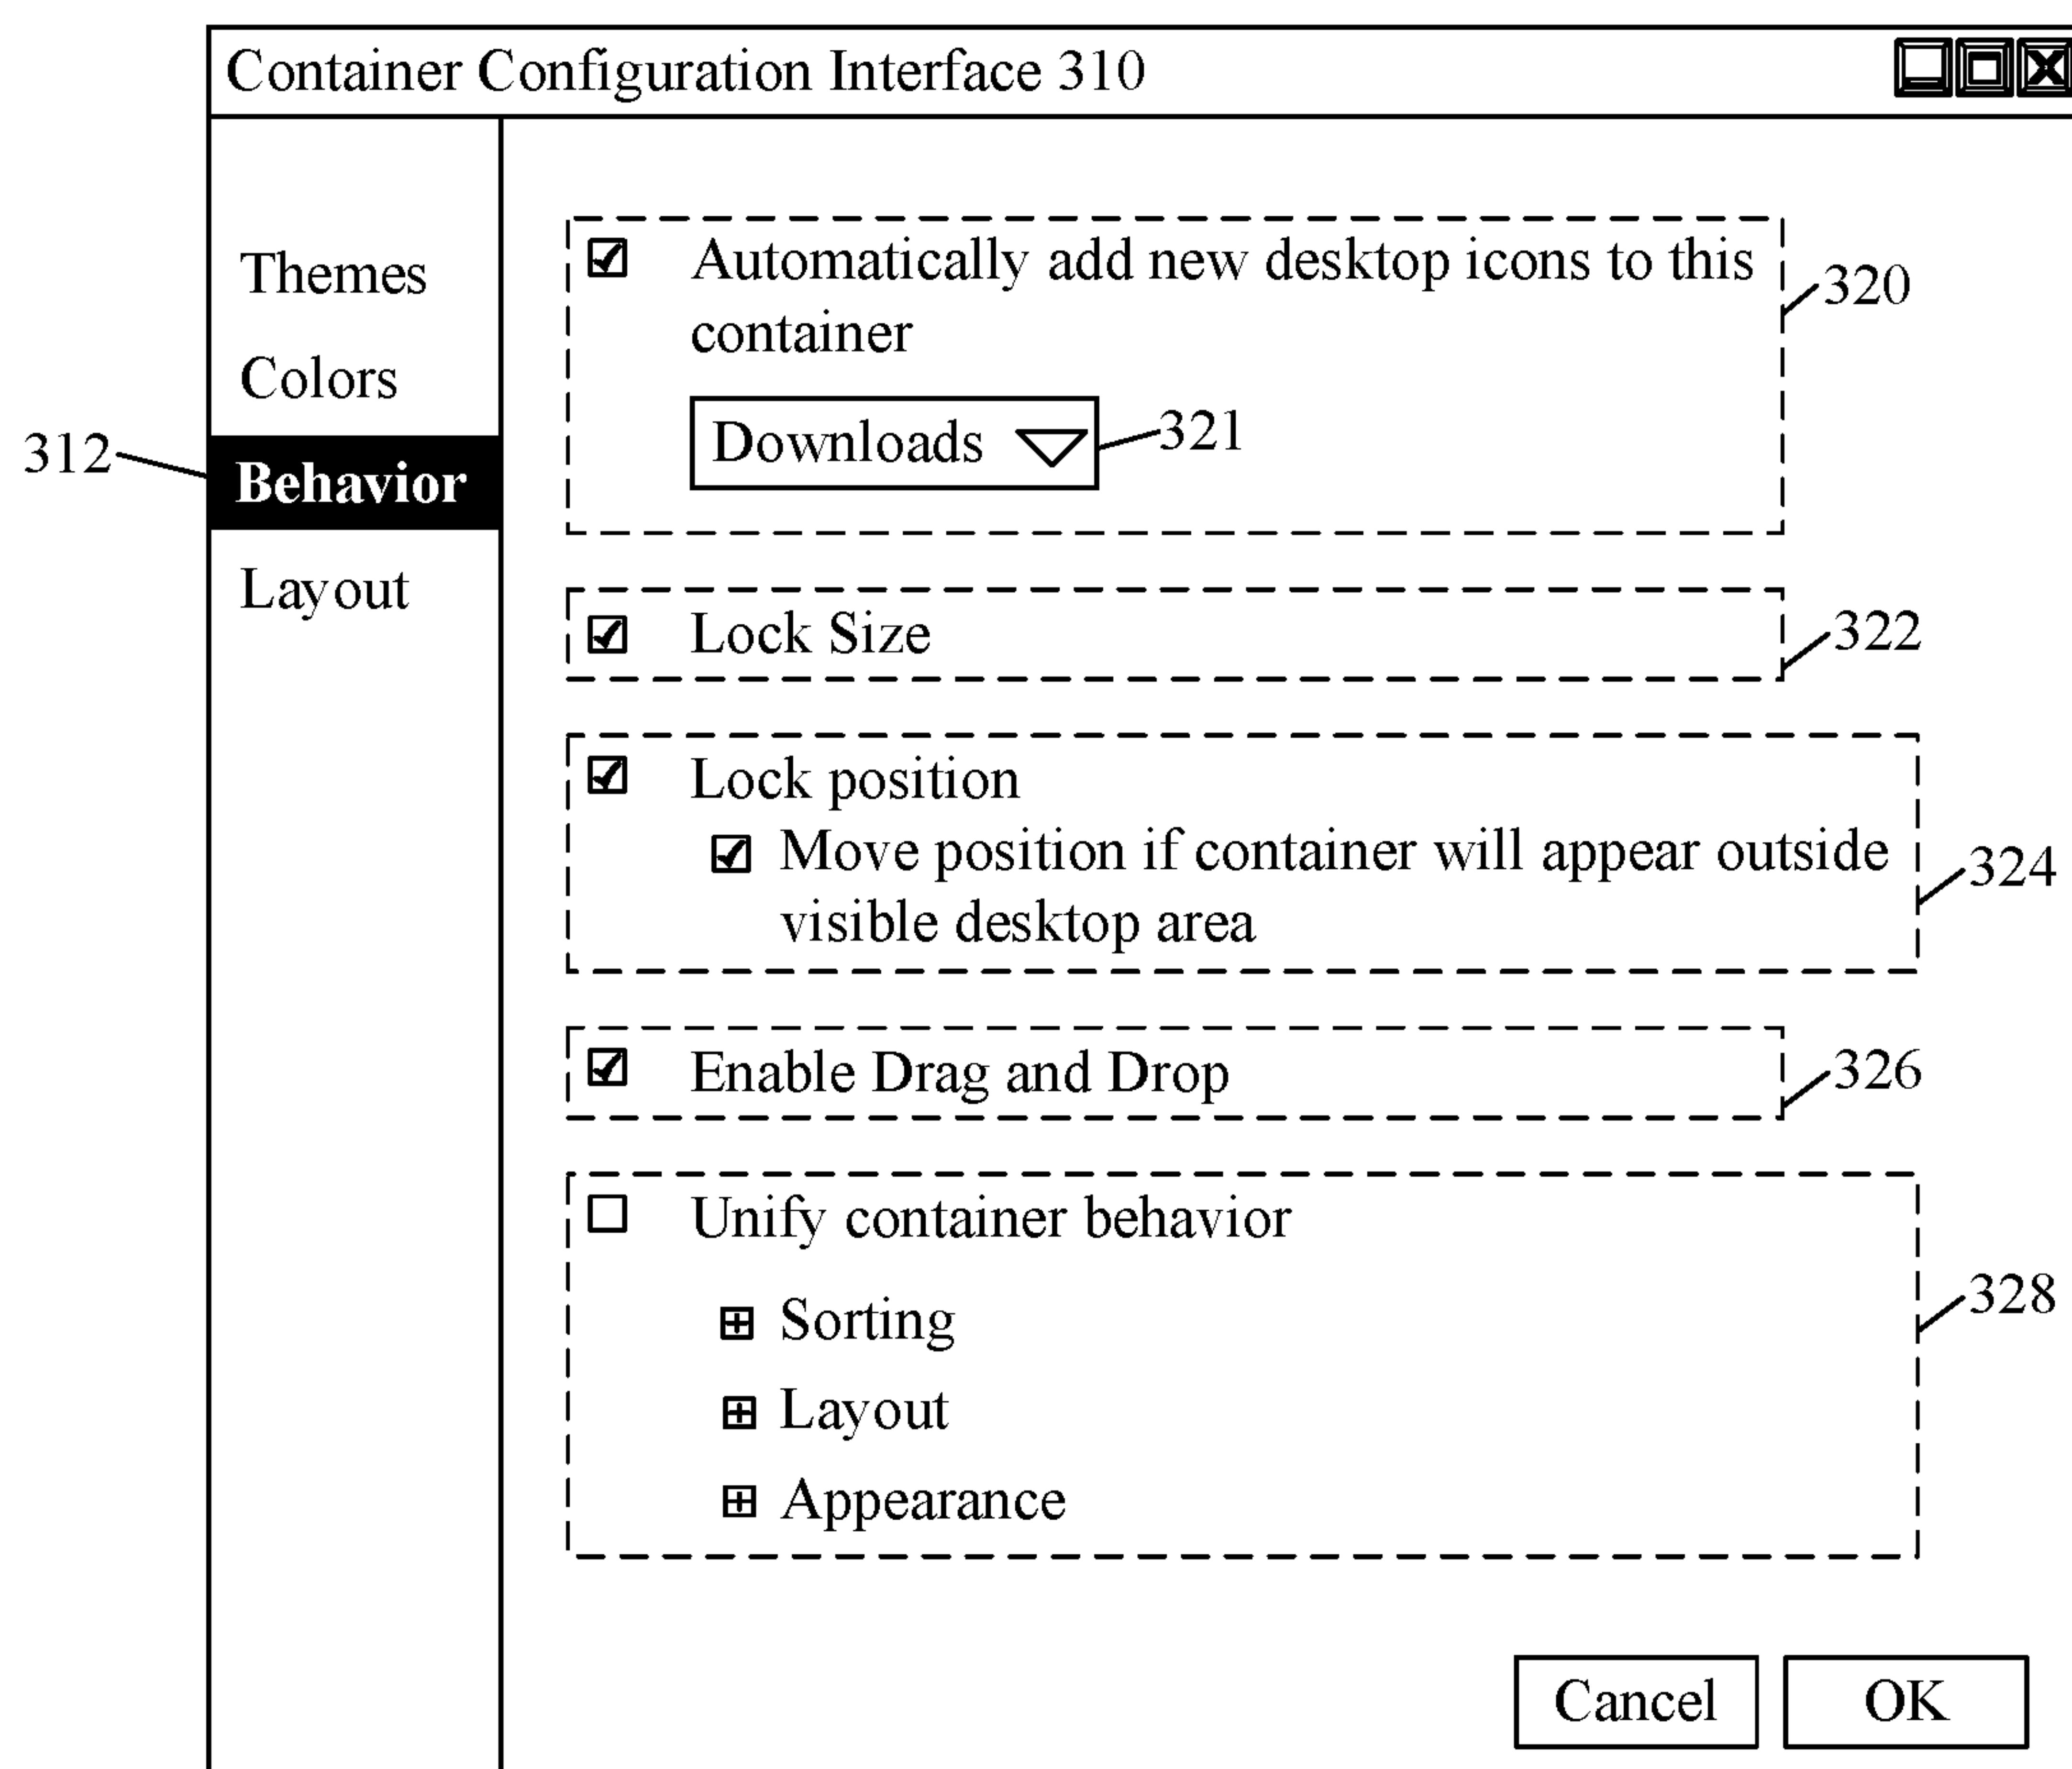 Container Configuration Interface 310
Themes
Colors
312
Behavior
Layout
Automatically add new desktop icons to this
container
320
Downloads
321
Lock Size
322
Lock position
Move position if container will appear outside
visible desktop area
324
Enable Drag and Drop
326
Unify container behavior
Sorting
328
Layout
Appearance
Cancel
OK